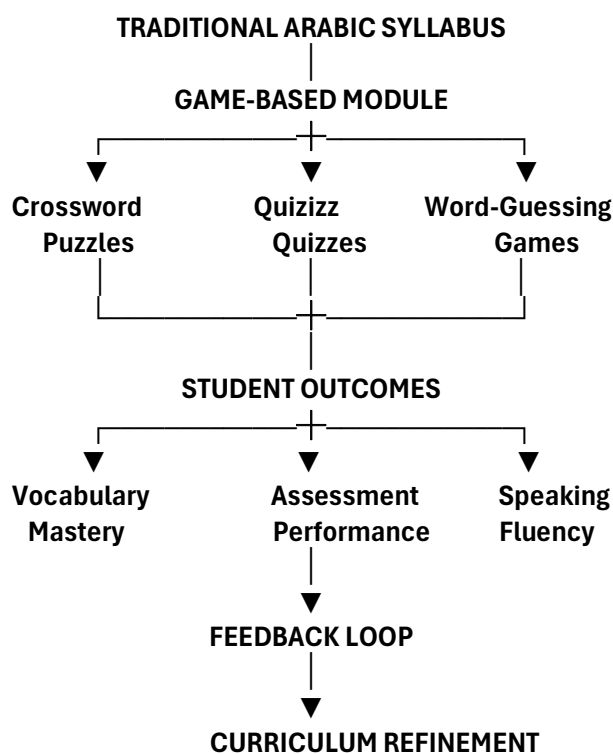 TRADITIONAL ARABIC SYLLABUS
GAME-BASED MODULE
Crossword Quizizz Word-Guessing
Puzzles Quizzes Games
STUDENT OUTCOMES
Vocabulary Assessment Speaking
Mastery Performance Fluency
FEEDBACK LOOP
CURRICULUM REFINEMENT